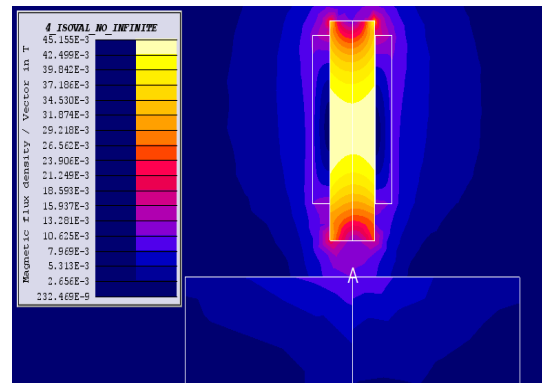 4 ISOVAL_NO_INFINITE
Magnetic flux density / Vector in T
45.155E-3
42.499E-3
39.842E-3
37.186E-3
34.530E-3
31.874E-3
29.218E-3
26.562E-3
23.906E-3
21.249E-3
18.593E-3
15.937E-3
13.281E-3
10.625E-3
7.969E-3
5.313E-3
2.656E-3
232.469E-9
A